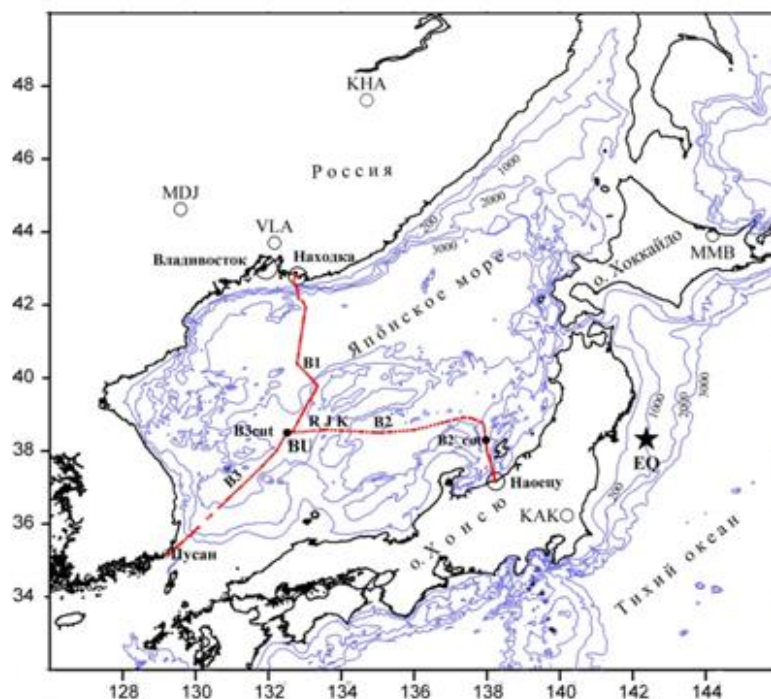 48
KHA
1000
46
Россия
200
2000
MDJ
3000
44
VLA
Находка
Владивосток
MMB
о. Хоккайдо
42
Японское море
B1
40
1000
2000
3000
R J K
B2
B3cut
BU
B2_cut
38
EQ
B3
Наоецу
200
KAK
36
о. Хонсю
Пусан
Тихий океан
34
128
130
132
134
136
138
140
142
144